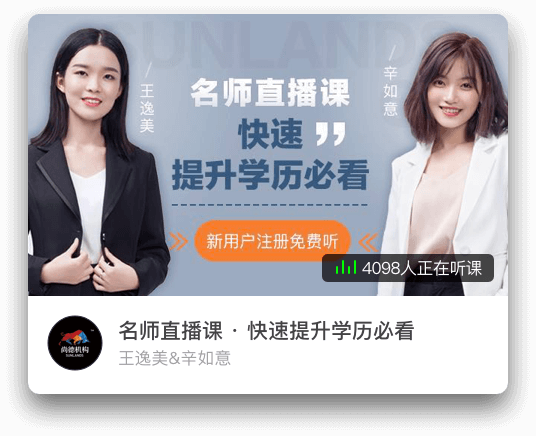 SUNLANDS
王逸美
辛如意
名师直播课
快速
提升学历必看
新用户注册免费听
4098人正在听课
尚德机构
SUNLANDS
名师直播课·快速提升学历必看
王逸美&辛如意